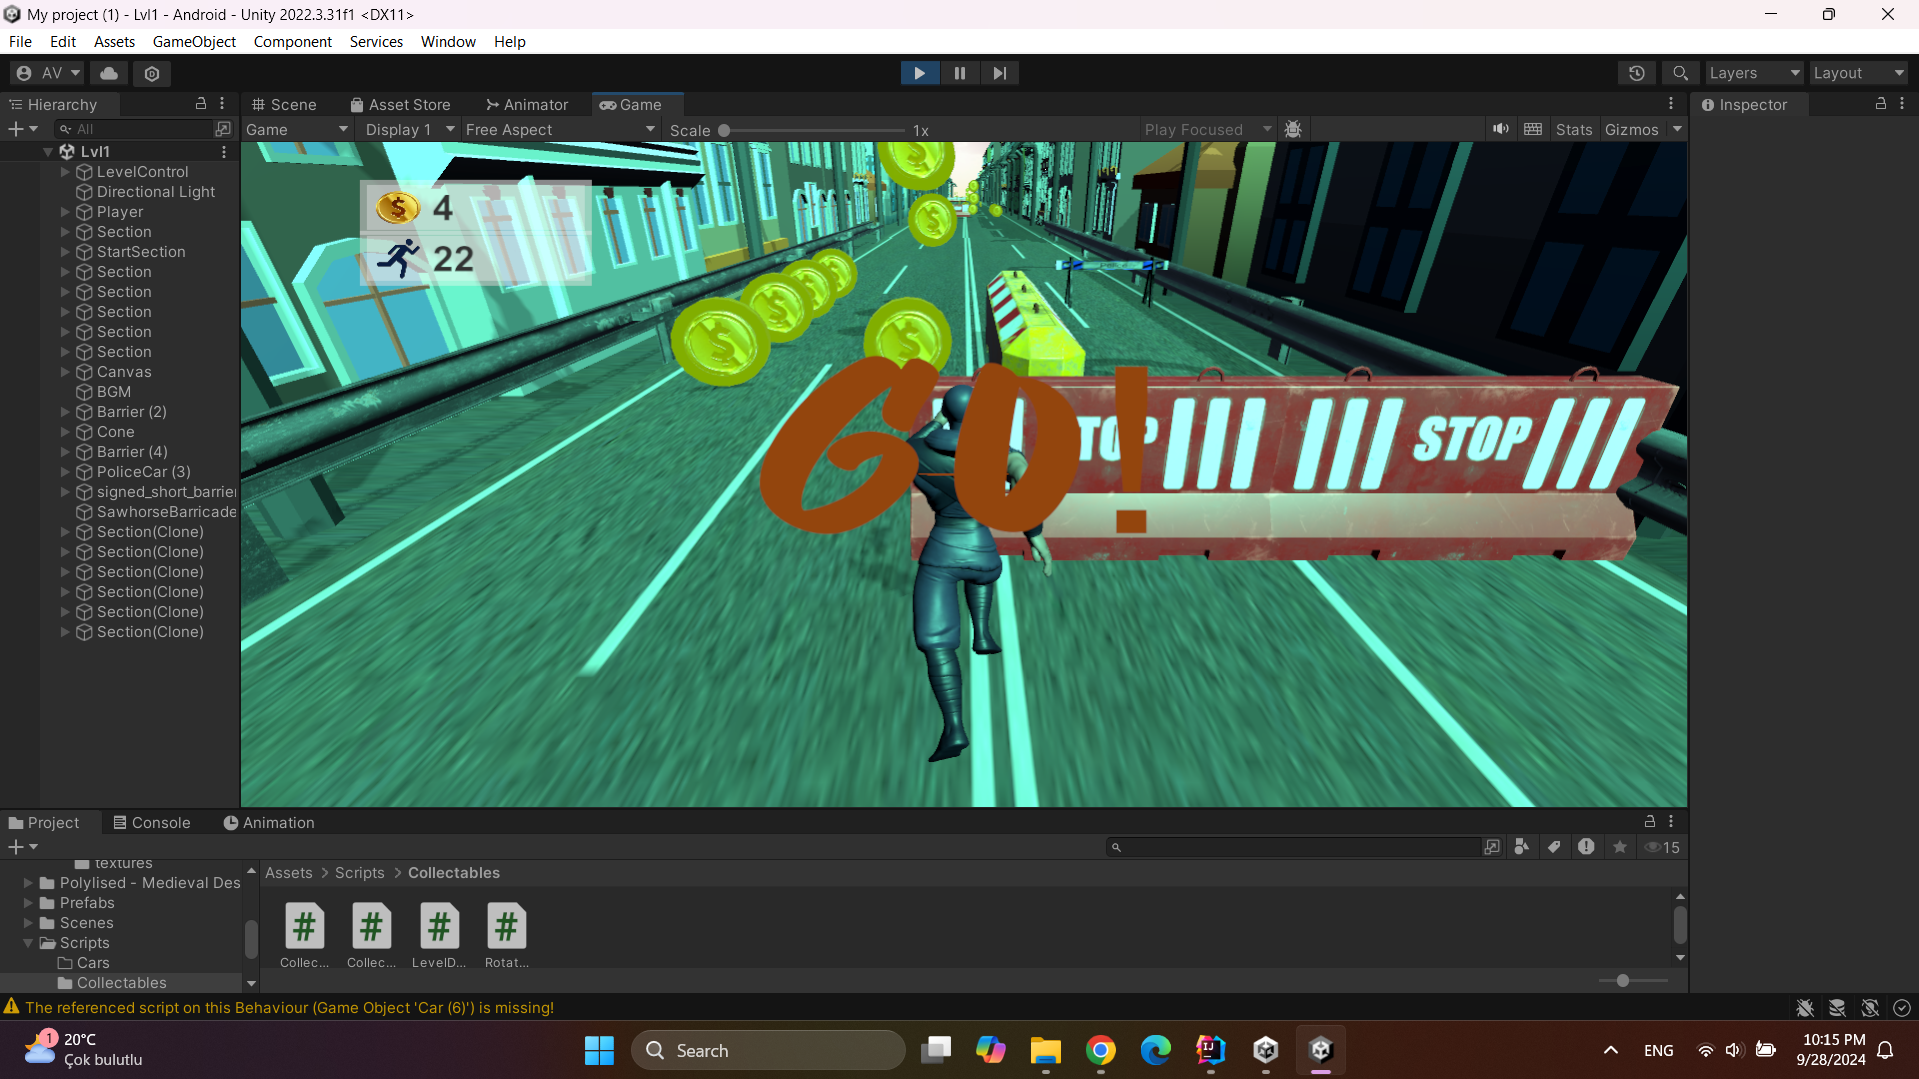 My project (1) - Lvl1 - Android - Unity 2022.3.31f1 <DX11>
File Edit Assets GameObject Component Services Window Help
AV Layers Layout
Hierarchy Scene Asset Store Animator Game Inspector
All Game Display 1 Free Aspect Scale 1x Play Focused Stats Gizmos
Lvl1
LevelControl
Directional Light
Player
Section
StartSection
Section
Section
Section
Section
Section
Canvas
BGM
Barrier (2)
Cone
Barrier (4)
PoliceCar (3)
signed_short_barrier
SawhorseBarricade
Section(Clone)
Section(Clone)
Section(Clone)
Section(Clone)
Section(Clone)
Section(Clone)
4
22
GO!
STOP
Project Console Animation
15
textures
Polylised - Medieval Des
Prefabs
Scenes
Scripts
Cars
Collectables
Assets > Scripts > Collectables
Collec... Collec... LevelD... Rotat...
The referenced script on this Behaviour (Game Object 'Car (6)') is missing!
1
20°C
Çok bulutlu
Search
ENG
10:15 PM
9/28/2024